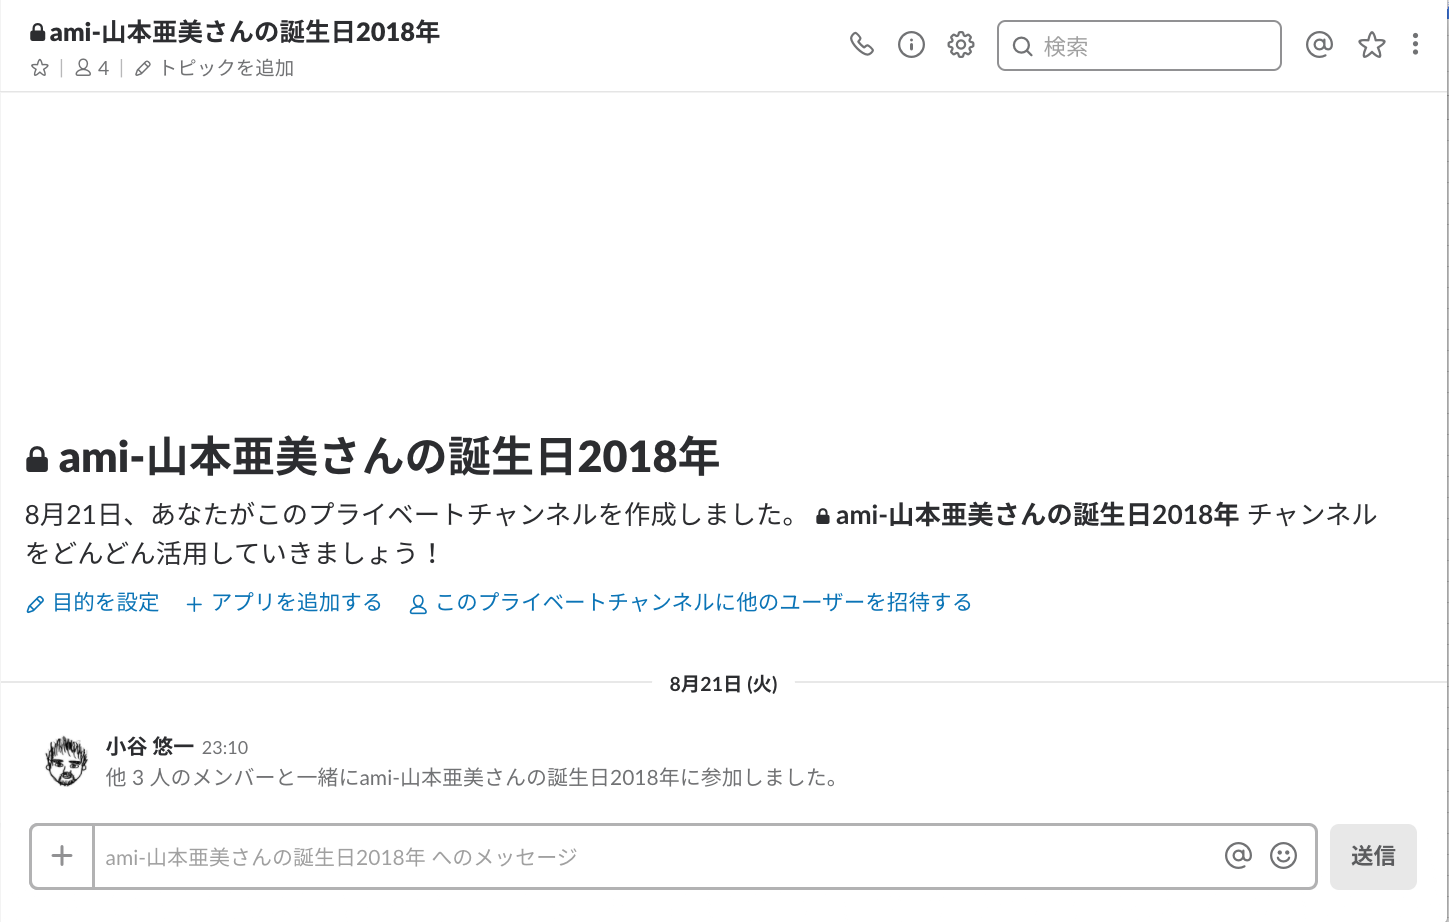 ami-山本亜美さんの誕生日2018年
4 トピックを追加
検索
ami-山本亜美さんの誕生日2018年
8月21日、あなたがこのプライベートチャンネルを作成しました。 ami-山本亜美さんの誕生日2018年 チャンネル
をどんどん活用していきましょう！
目的を設定 + アプリを追加する このプライベートチャンネルに他のユーザーを招待する
8月21日 (火)
小谷 悠一 23:10
他 3 人のメンバーと一緒にami-山本亜美さんの誕生日2018年に参加しました。
ami-山本亜美さんの誕生日2018年 へのメッセージ
送信